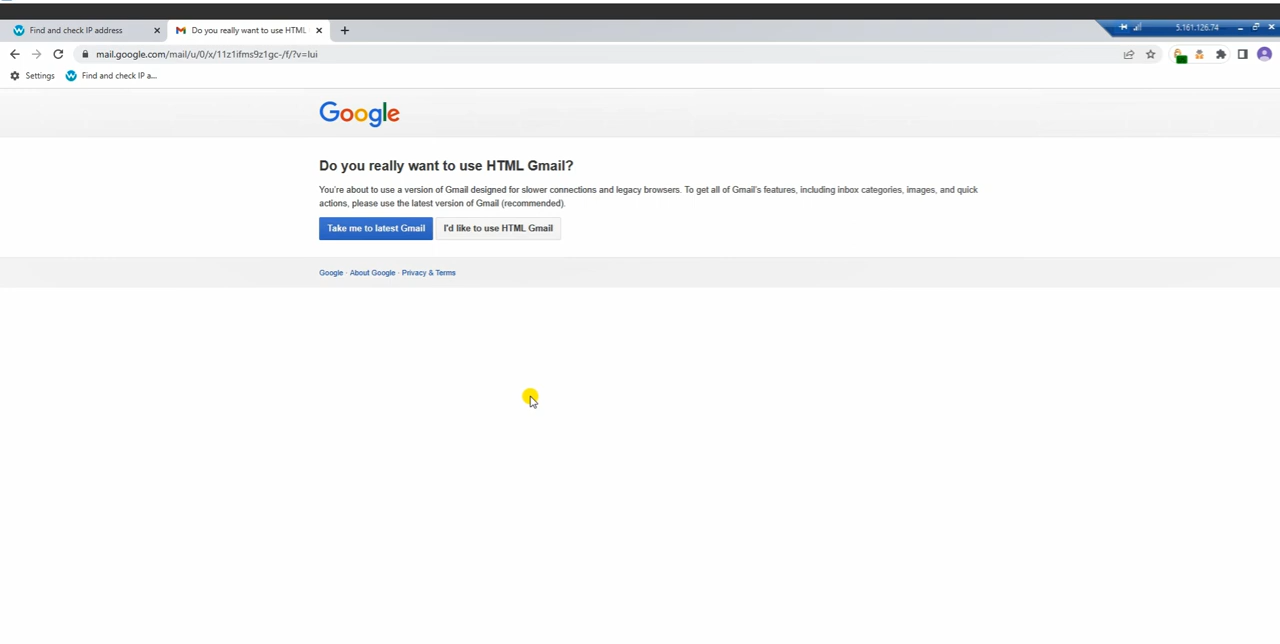 Find and check IP address
Do you really want to use HTML
5.161.126.74
mail.google.com/mail/u/0/x/11z1ifms9z1gc-/f/?v=lui
Settings
Find and check IP a...
Google
Do you really want to use HTML Gmail?
You're about to use a version of Gmail designed for slower connections and legacy browsers. To get all of Gmail's features, including inbox categories, images, and quick
actions, please use the latest version of Gmail (recommended).
Take me to latest Gmail
I'd like to use HTML Gmail
Google · About Google · Privacy & Terms